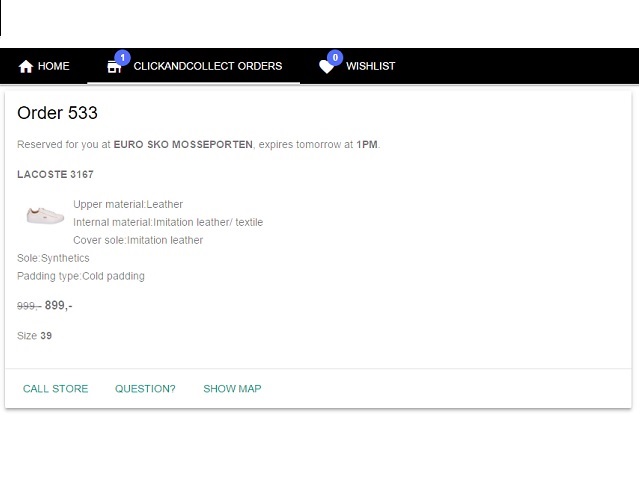 HOME 1 CLICKANDCOLLECT ORDERS 0 WISHLIST
Order 533
Reserved for you at EURO SKO MOSSEPORTEN, expires tomorrow at 1PM.
LACOSTE 3167
Upper material:Leather
Internal material:Imitation leather/ textile
Cover sole:Imitation leather
Sole:Synthetics
Padding type:Cold padding
999,- 899,-
Size 39
CALL STORE QUESTION? SHOW MAP